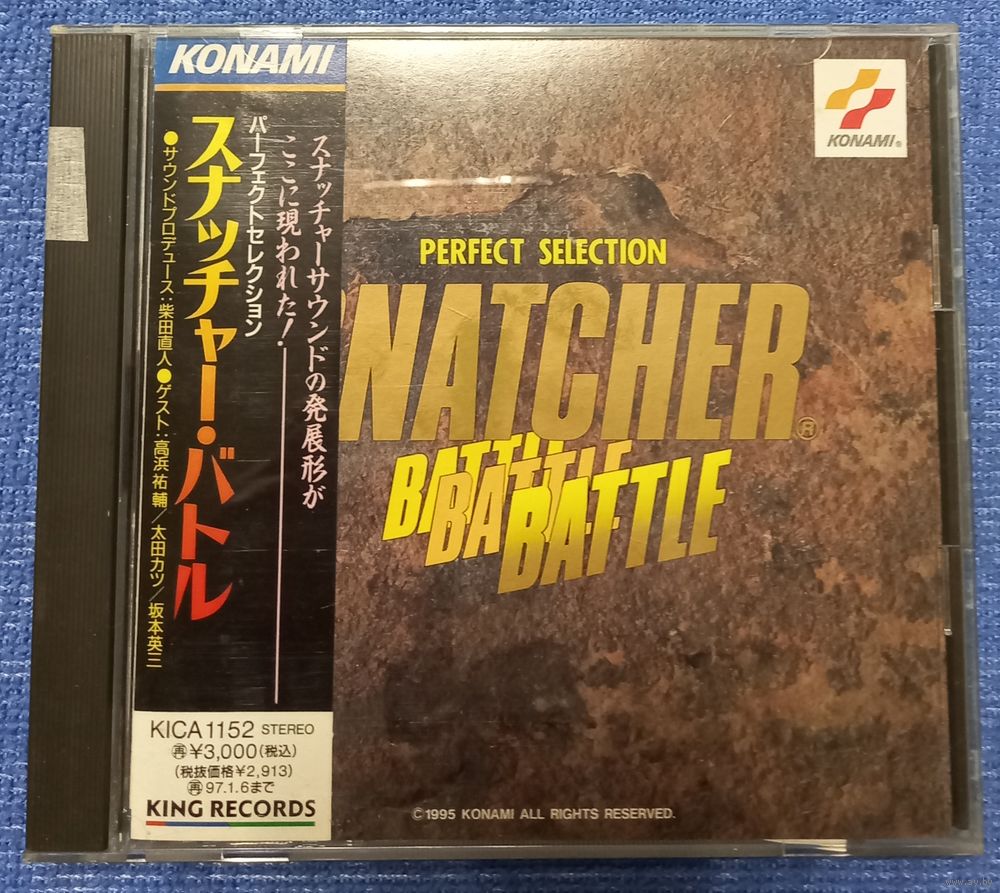 KONAMI
スナッチャーサウンドの発展形が
ここに現われた!
パーフェクトセレクション
スナッチャー・バトル
●サウンドプロデュース:柴田直人●ゲスト:高浜祐輔/太田カツ/坂本英三
KICA1152 STEREO
再¥3,000(税込)
(税抜価格¥2,913)
再97.1.6まで
KING RECORDS
KONAMI®
PERFECT SELECTION
NATCHER®
BATTLE
BATTLE
BATTLE
©1995 KONAMI ALL RIGHTS RESERVED.
www.ay.by